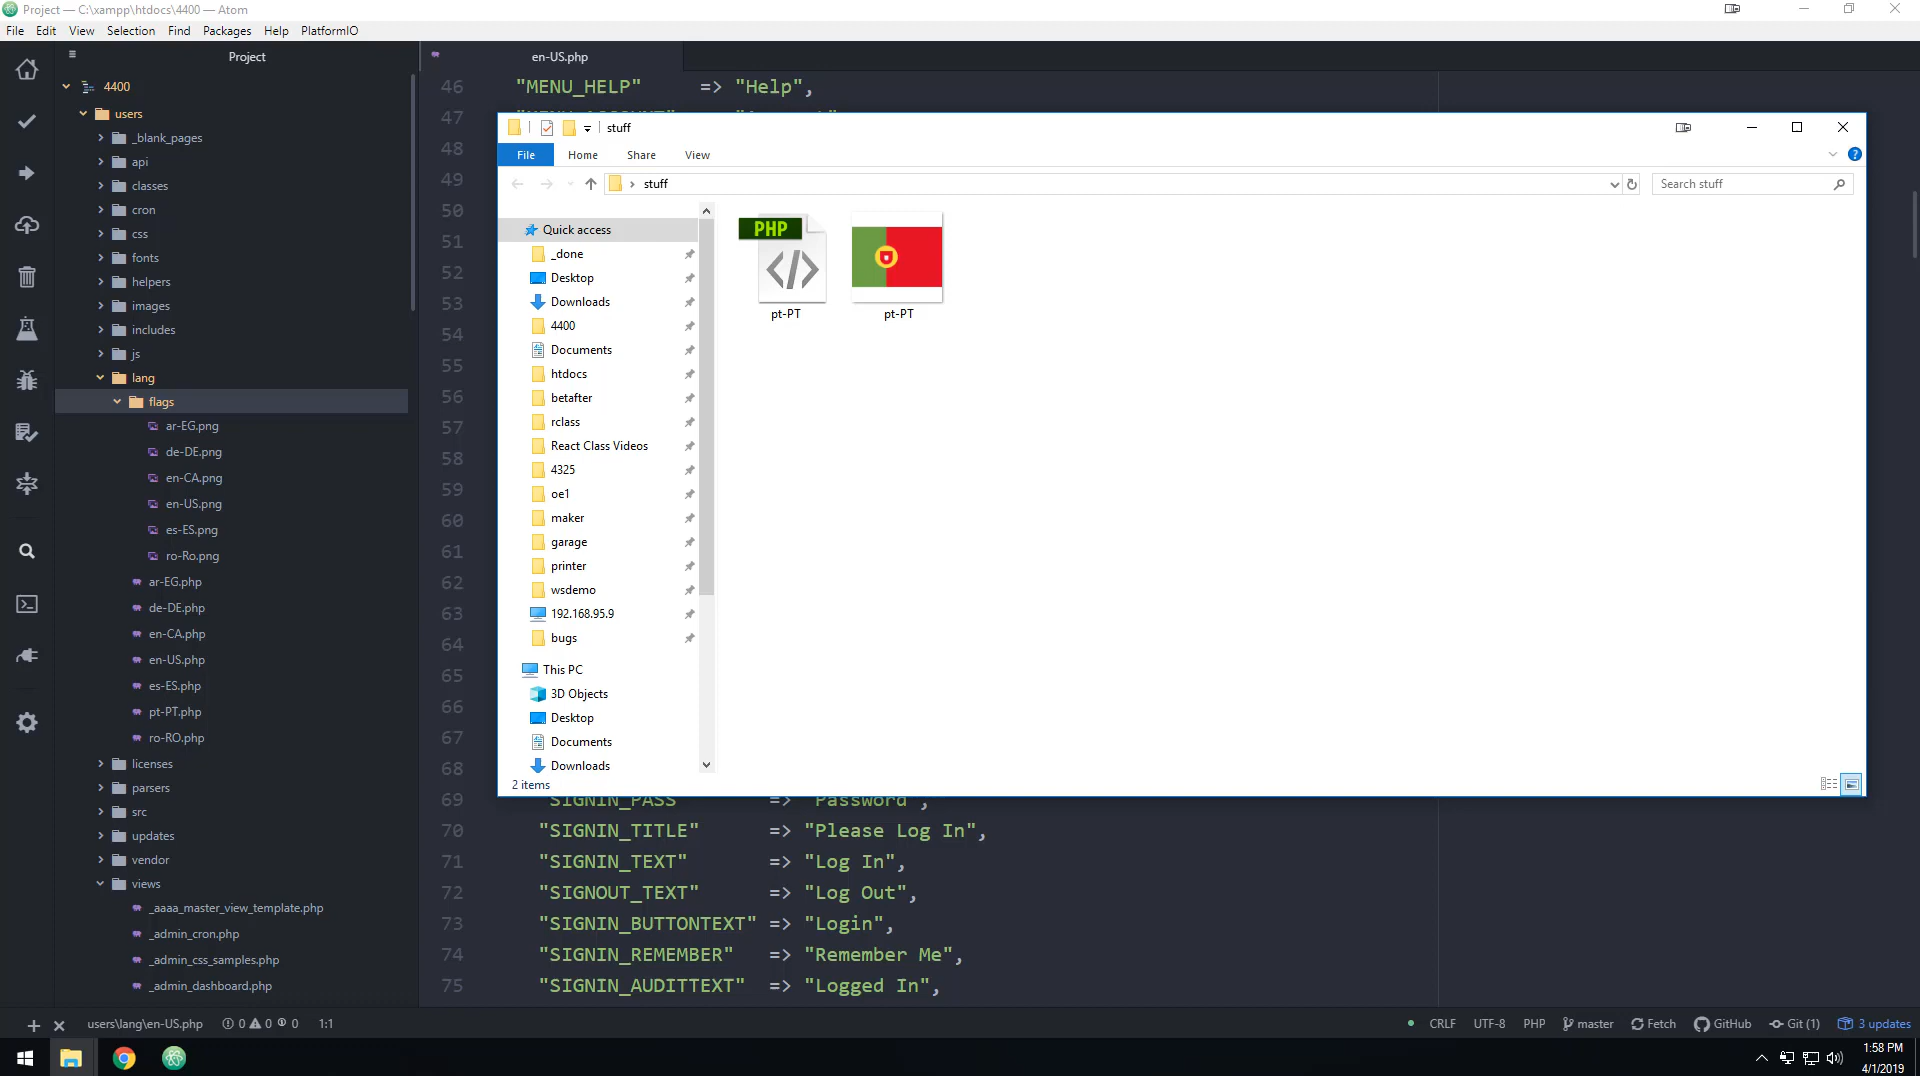 Project — C:\xampp\htdocs\4400 — Atom
File Edit View Selection Find Packages Help PlatformIO
Project
4400
users
_blank_pages
api
classes
cron
css
fonts
helpers
images
includes
js
lang
flags
ar-EG.png
de-DE.png
en-CA.png
en-US.png
es-ES.png
ro-Ro.png
ar-EG.php
de-DE.php
en-CA.php
en-US.php
es-ES.php
pt-PT.php
ro-RO.php
licenses
parsers
src
updates
vendor
views
_aaaa_master_view_template.php
_admin_cron.php
_admin_css_samples.php
_admin_dashboard.php
en-US.php
46 "MENU_HELP" => "Help",
47
48
49
50
51
52
53
54
55
56
57
58
59
60
61
62
63
64
65
66
67
68
69 "SIGNIN_PASS" => "Password",
70 "SIGNIN_TITLE" => "Please Log In",
71 "SIGNIN_TEXT" => "Log In",
72 "SIGNOUT_TEXT" => "Log Out",
73 "SIGNIN_BUTTONTEXT" => "Login",
74 "SIGNIN_REMEMBER" => "Remember Me",
75 "SIGNIN_AUDITTEXT" => "Logged In",
stuff
File Home Share View
stuff
Search stuff
Quick access
_done
Desktop
Downloads
4400
Documents
htdocs
betafter
rclass
React Class Videos
4325
oe1
maker
garage
printer
wsdemo
192.168.95.9
bugs
This PC
3D Objects
Desktop
Documents
Downloads
PHP
pt-PT
pt-PT
2 items
users\lang\en-US.php 0 0 0 1:1
CRLF UTF-8 PHP master Fetch GitHub Git (1) 3 updates
1:58 PM
4/1/2019